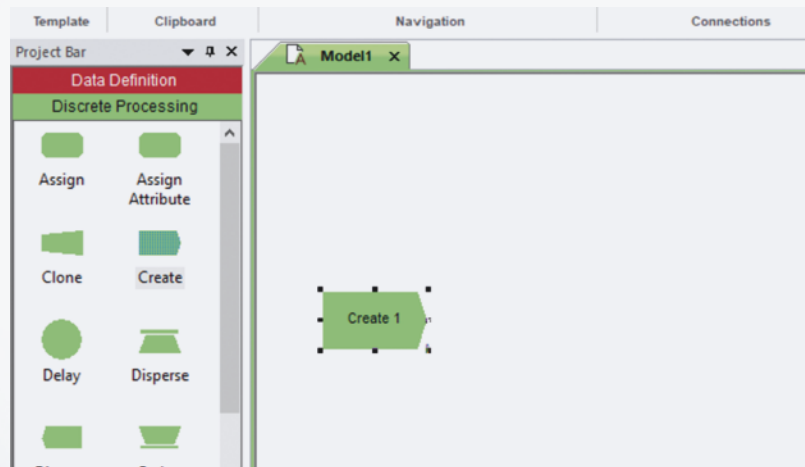 Template Clipboard Navigation Connections
Project Bar
Model1
Data Definition
Discrete Processing
Assign
Assign Attribute
Clone
Create
Delay
Disperse
Create 1